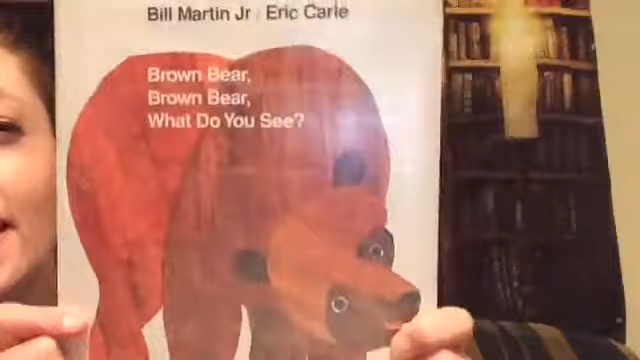 Bill Martin Jr / Eric Carle
Brown Bear,
Brown Bear,
What Do You See?